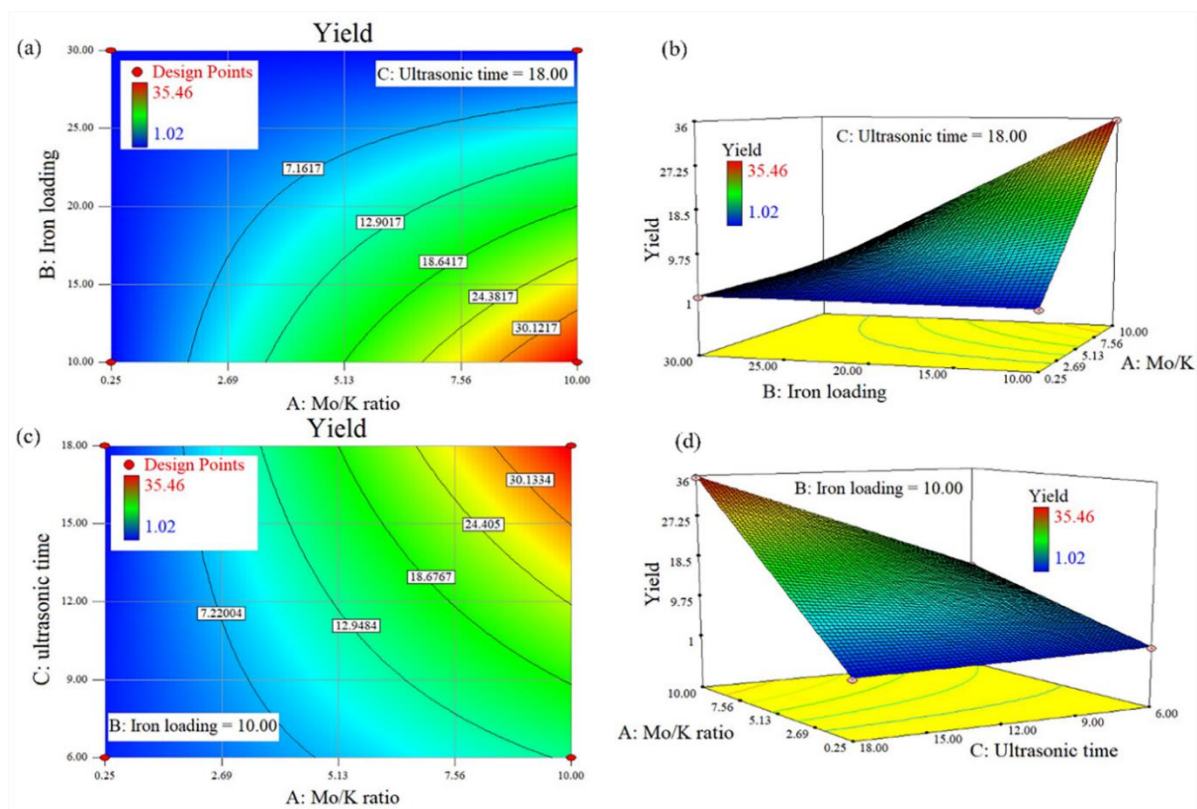 (a)
Yield
30.00
25.00
20.00
15.00
10.00
B: Iron loading
Design Points
35.46
1.02
C: Ultrasonic time = 18.00
7.1617
12.9017
18.6417
24.3817
30.1217
0.25
2.69
5.13
7.56
10.00
A: Mo/K ratio
(b)
36
27.25
18.5
9.75
1
Yield
C: Ultrasonic time = 18.00
Yield
35.46
1.02
30.00
25.00
20.00
15.00
10.00
B: Iron loading
10.00
7.56
5.13
2.69
0.25
A: Mo/K
(c)
Yield
18.00
15.00
12.00
9.00
6.00
C: ultrasonic time
Design Points
35.46
1.02
30.1334
24.405
18.6767
12.9484
7.22004
B: Iron loading = 10.00
0.25
2.69
5.13
7.56
10.00
A: Mo/K ratio
(d)
36
27.25
18.5
9.75
1
Yield
B: Iron loading = 10.00
Yield
35.46
1.02
10.00
7.56
5.13
2.69
0.25
A: Mo/K ratio
18.00
15.00
12.00
9.00
6.00
C: Ultrasonic time